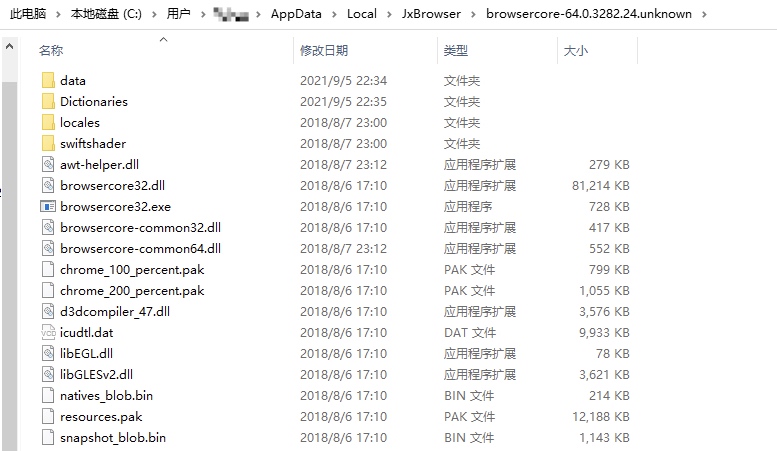 此电脑 > 本地磁盘 (C:) > 用户 > > AppData > Local > JxBrowser > browsercore-64.0.3282.24.unknown >
名称 修改日期 类型 大小
data 2021/9/5 22:34 文件夹
Dictionaries 2021/9/5 22:35 文件夹
locales 2018/8/7 23:00 文件夹
swiftshader 2018/8/7 23:00 文件夹
awt-helper.dll 2018/8/7 23:12 应用程序扩展 279 KB
browsercore32.dll 2018/8/6 17:10 应用程序扩展 81,214 KB
browsercore32.exe 2018/8/6 17:10 应用程序 728 KB
browsercore-common32.dll 2018/8/6 17:10 应用程序扩展 417 KB
browsercore-common64.dll 2018/8/7 23:12 应用程序扩展 552 KB
chrome_100_percent.pak 2018/8/6 17:10 PAK 文件 799 KB
chrome_200_percent.pak 2018/8/6 17:10 PAK 文件 1,055 KB
d3dcompiler_47.dll 2018/8/6 17:10 应用程序扩展 3,576 KB
icudtl.dat 2018/8/6 17:10 DAT 文件 9,933 KB
libEGL.dll 2018/8/6 17:10 应用程序扩展 78 KB
libGLESv2.dll 2018/8/6 17:10 应用程序扩展 3,621 KB
natives_blob.bin 2018/8/6 17:10 BIN 文件 214 KB
resources.pak 2018/8/6 17:10 PAK 文件 12,188 KB
snapshot_blob.bin 2018/8/6 17:10 BIN 文件 1,143 KB